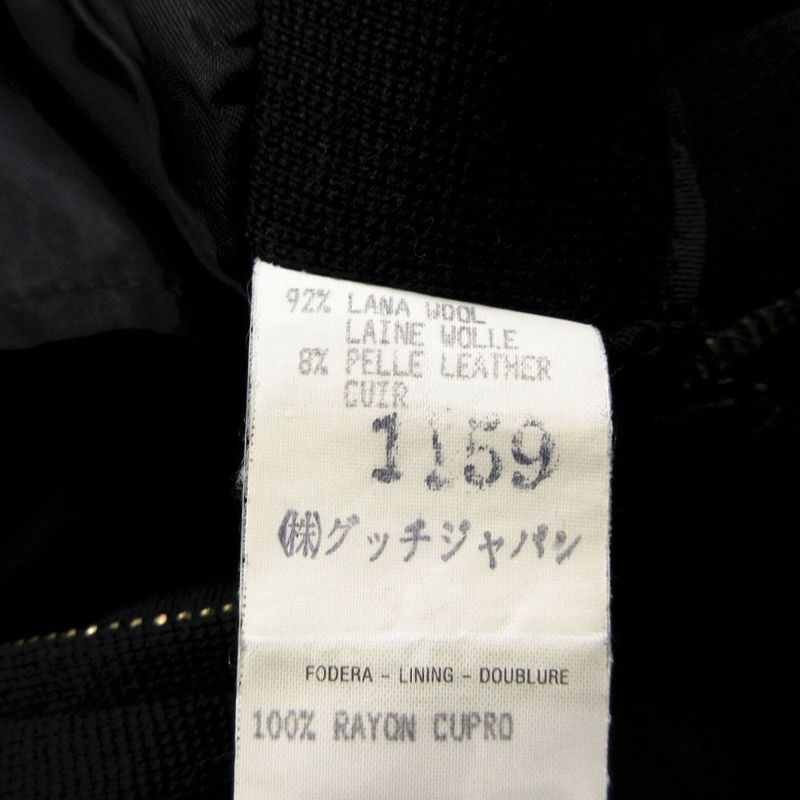 92% LANA WOOL
LAINE WOLLE
8% PELLE LEATHER
CUIR
1159
(株)グッチジャパン
FODERA - LINING - DOUBLURE
100% RAYON CUPRO